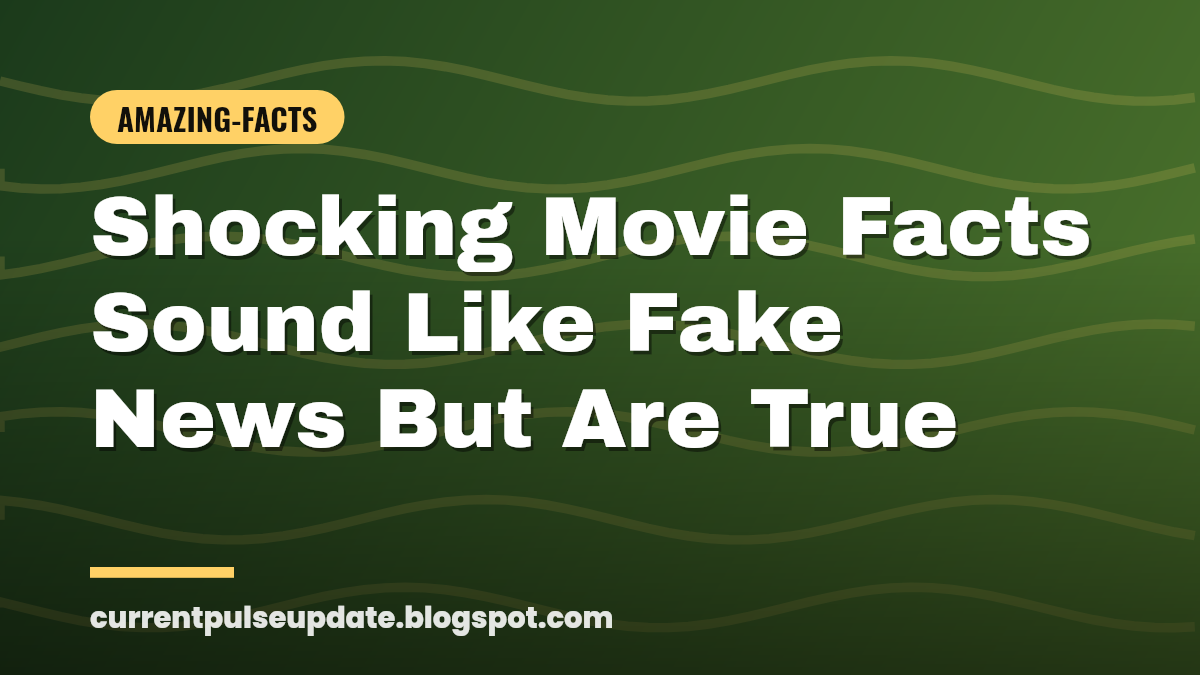 AMAZING-FACTS
Shocking Movie Facts
Sound Like Fake
News But Are True
currentpulseupdate.blogspot.com